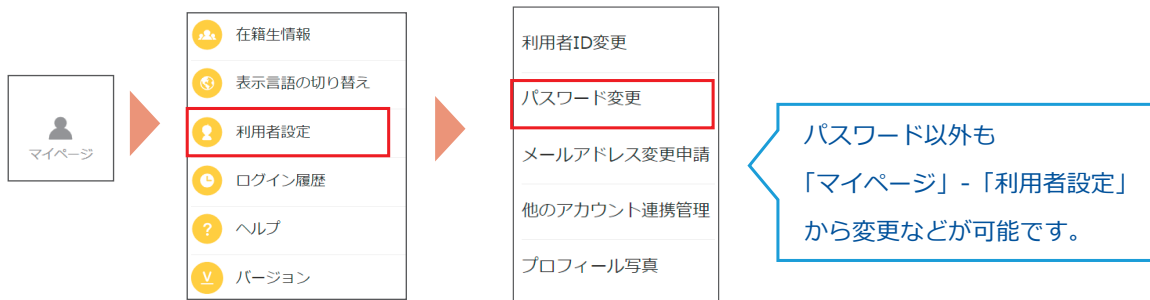 マイページ
在籍生情報
表示言語の切り替え
利用者設定
ログイン履歴
?
ヘルプ
V
バージョン
利用者ID変更
パスワード変更
メールアドレス変更申請
他のアカウント連携管理
プロフィール写真
パスワード以外も
「マイページ」-「利用者設定」
から変更などが可能です。